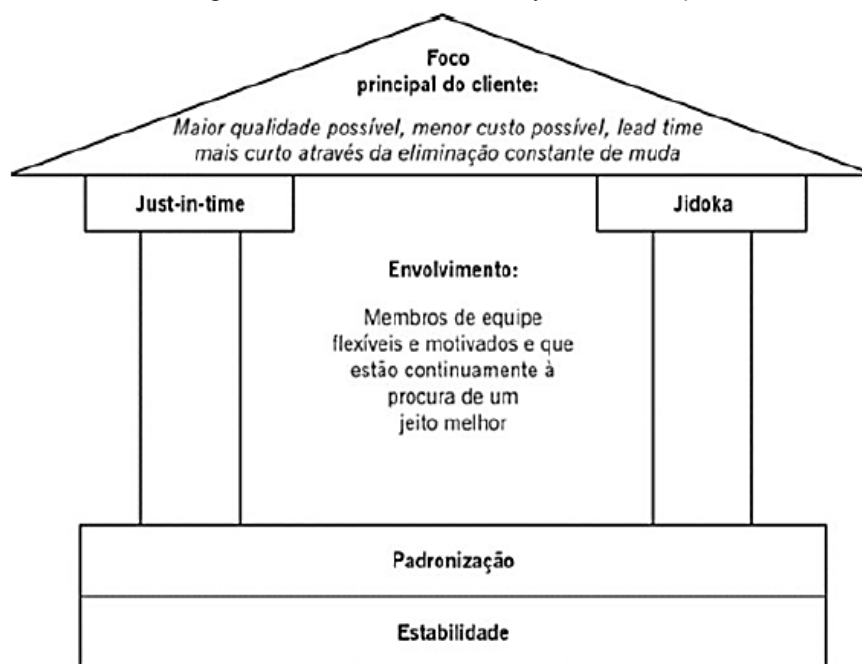 Foco
principal do cliente:
Maior qualidade possível, menor custo possível, lead time
mais curto através da eliminação constante de muda
Just-in-time
Jidoka
Envolvimento:
Membros de equipe
flexíveis e motivados e que
estão continuamente à
procura de um
jeito melhor
Padronização
Estabilidade